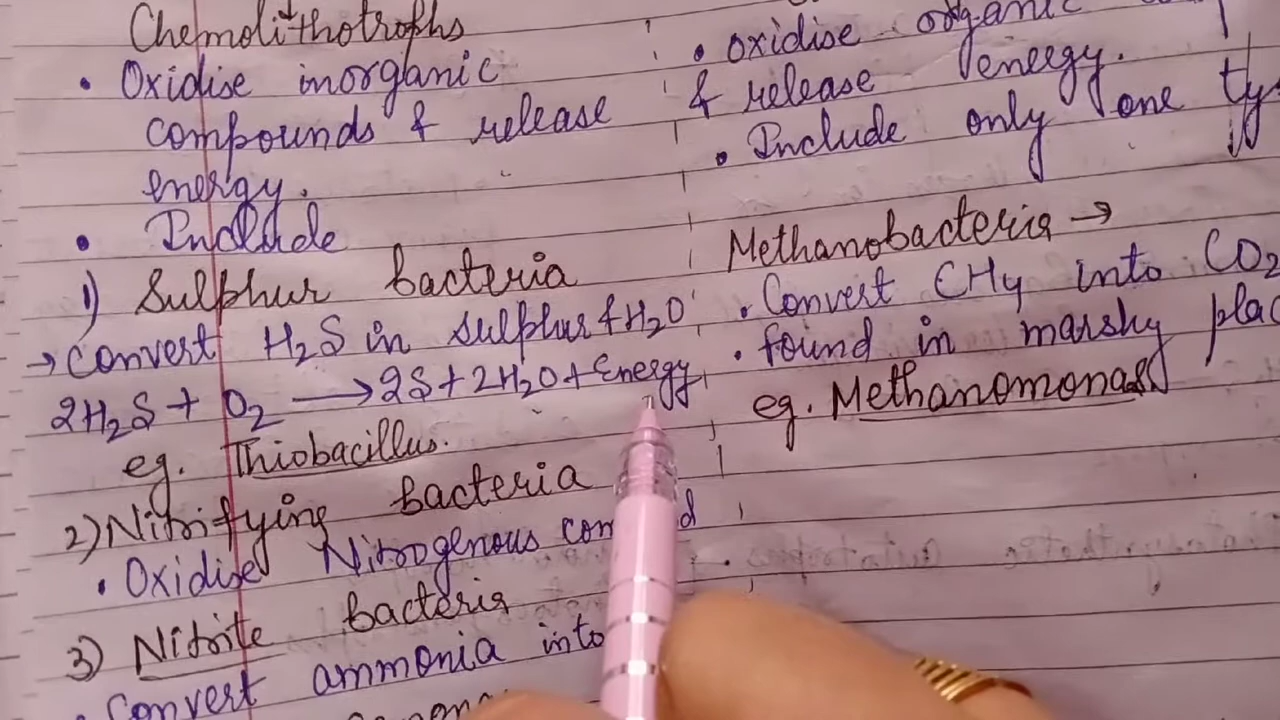 Chemolithotrophs
• Oxidise inorganic
compounds & release
energy.
• Include
1) Sulphur bacteria
→ Convert H₂S in sulphur & H₂O
2H₂S + O₂ → 2S + 2H₂O + Energy
eg. Thiobacillus.
2) Nitrifying bacteria
• Oxidise Nitrogenous
3) Nitrite bacteria
• Convert ammonia into
• oxidise organic
& release energy.
• Include only one
Methanobacteria →
• Convert CH₄ into CO₂
• found in marshy
eg. Methanomonas